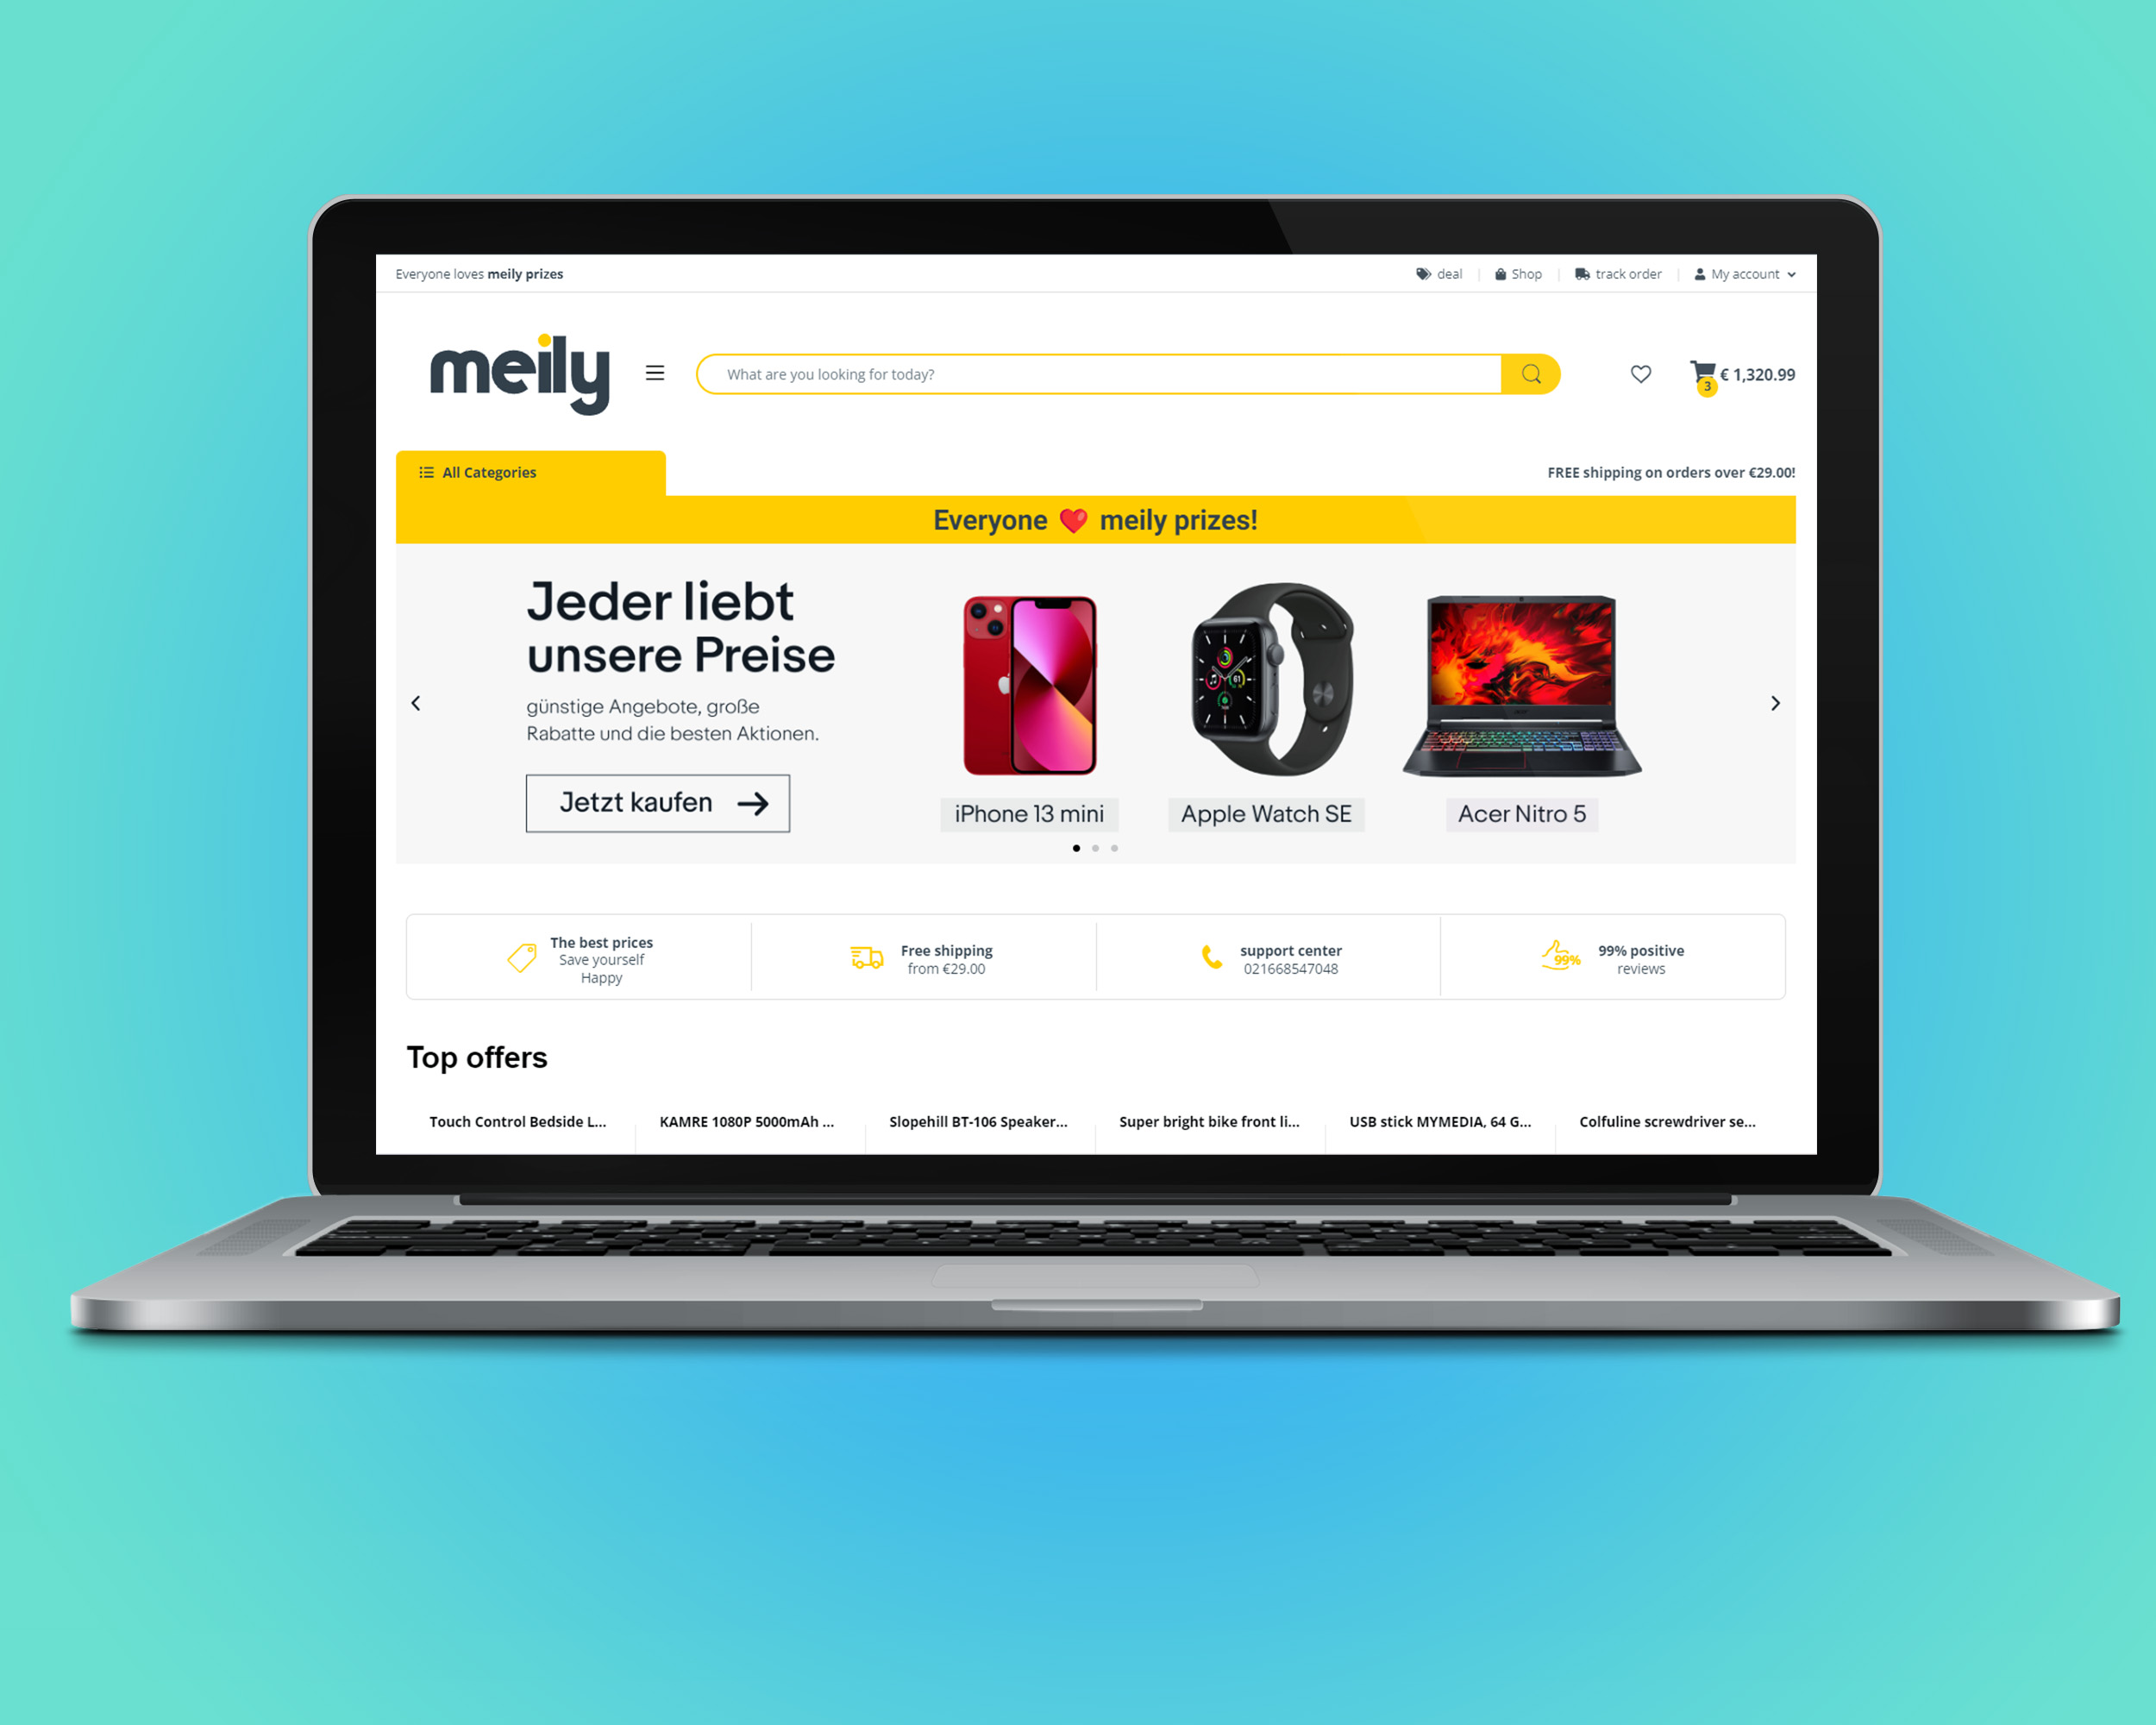 Everyone loves meily prizes
deal
Shop
track order
My account
meily
What are you looking for today?
3
€ 1,320.99
All Categories
FREE shipping on orders over €29.00!
Everyone ❤ meily prizes!
Jeder liebt
unsere Preise
günstige Angebote, große
Rabatte und die besten Aktionen.
Jetzt kaufen
61
iPhone 13 mini
Apple Watch SE
Acer Nitro 5
The best prices
Save yourself
Happy
Free shipping
from €29.00
support center
021668547048
99%
99% positive
reviews
Top offers
Touch Control Bedside L...
KAMRE 1080P 5000mAh ...
Slopehill BT-106 Speaker...
Super bright bike front li...
USB stick MYMEDIA, 64 G...
Colfuline screwdriver se...